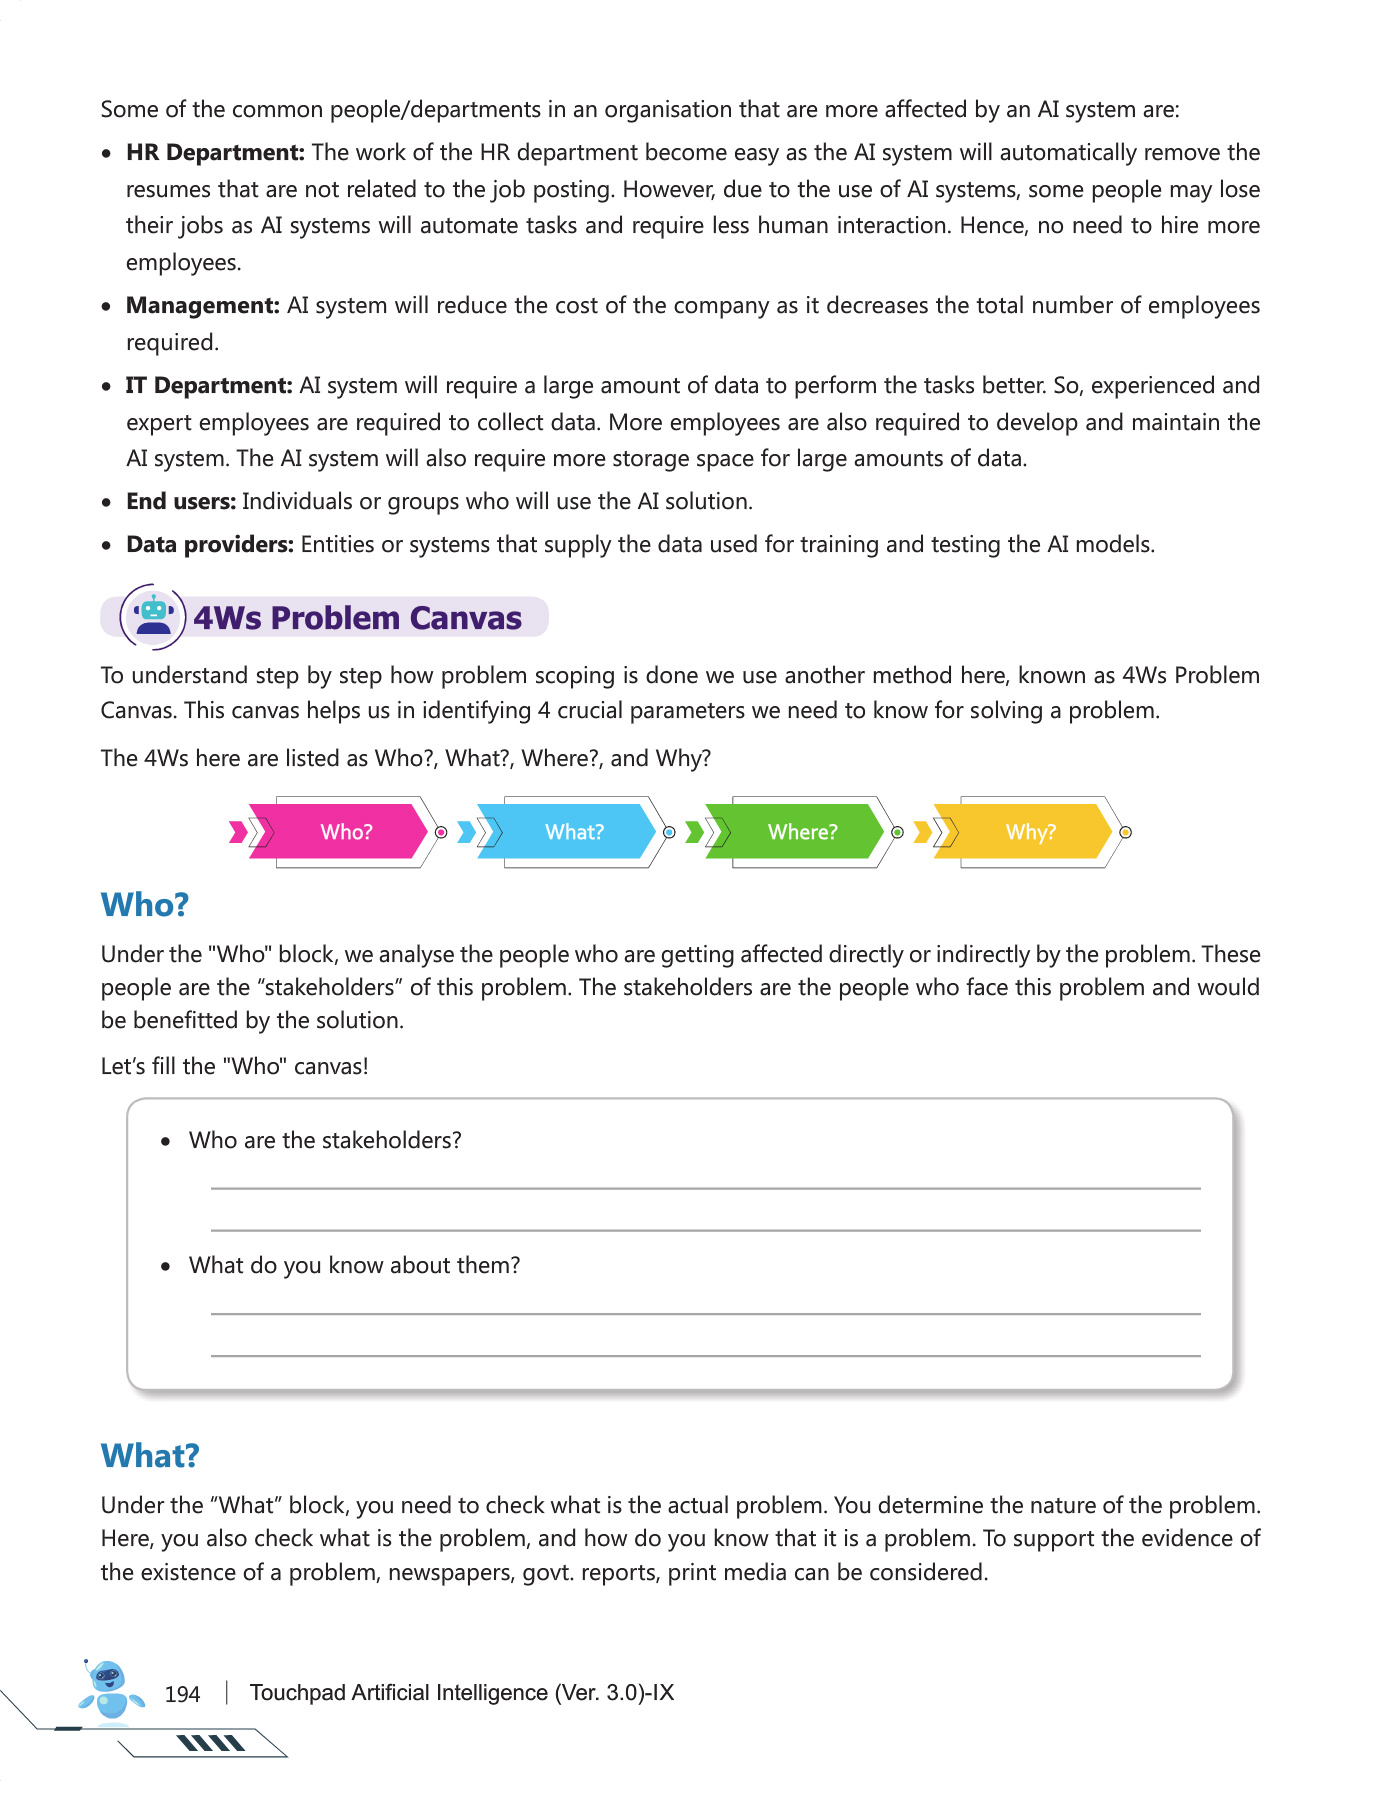 Some of the common people/departments in an organisation that are more affected by an AI system are:
• HR Department: The work of the HR department become easy as the AI system will automatically remove the
resumes that are not related to the job posting. However, due to the use of AI systems, some people may lose
their jobs as AI systems will automate tasks and require less human interaction. Hence, no need to hire more
employees.
• Management: AI system will reduce the cost of the company as it decreases the total number of employees
required.
• IT Department: AI system will require a large amount of data to perform the tasks better. So, experienced and
expert employees are required to collect data. More employees are also required to develop and maintain the
AI system. The AI system will also require more storage space for large amounts of data.
• End users: Individuals or groups who will use the AI solution.
• Data providers: Entities or systems that supply the data used for training and testing the AI models.
4Ws Problem Canvas
To understand step by step how problem scoping is done we use another method here, known as 4Ws Problem
Canvas. This canvas helps us in identifying 4 crucial parameters we need to know for solving a problem.
The 4Ws here are listed as Who?, What?, Where?, and Why?
Who? What? Where? Why?
Who?
Under the "Who" block, we analyse the people who are getting affected directly or indirectly by the problem. These
people are the “stakeholders” of this problem. The stakeholders are the people who face this problem and would
be benefitted by the solution.
Let’s fill the "Who" canvas!
• Who are the stakeholders?
• What do you know about them?
What?
Under the “What” block, you need to check what is the actual problem. You determine the nature of the problem.
Here, you also check what is the problem, and how do you know that it is a problem. To support the evidence of
the existence of a problem, newspapers, govt. reports, print media can be considered.
194 | Touchpad Artificial Intelligence (Ver. 3.0)-IX